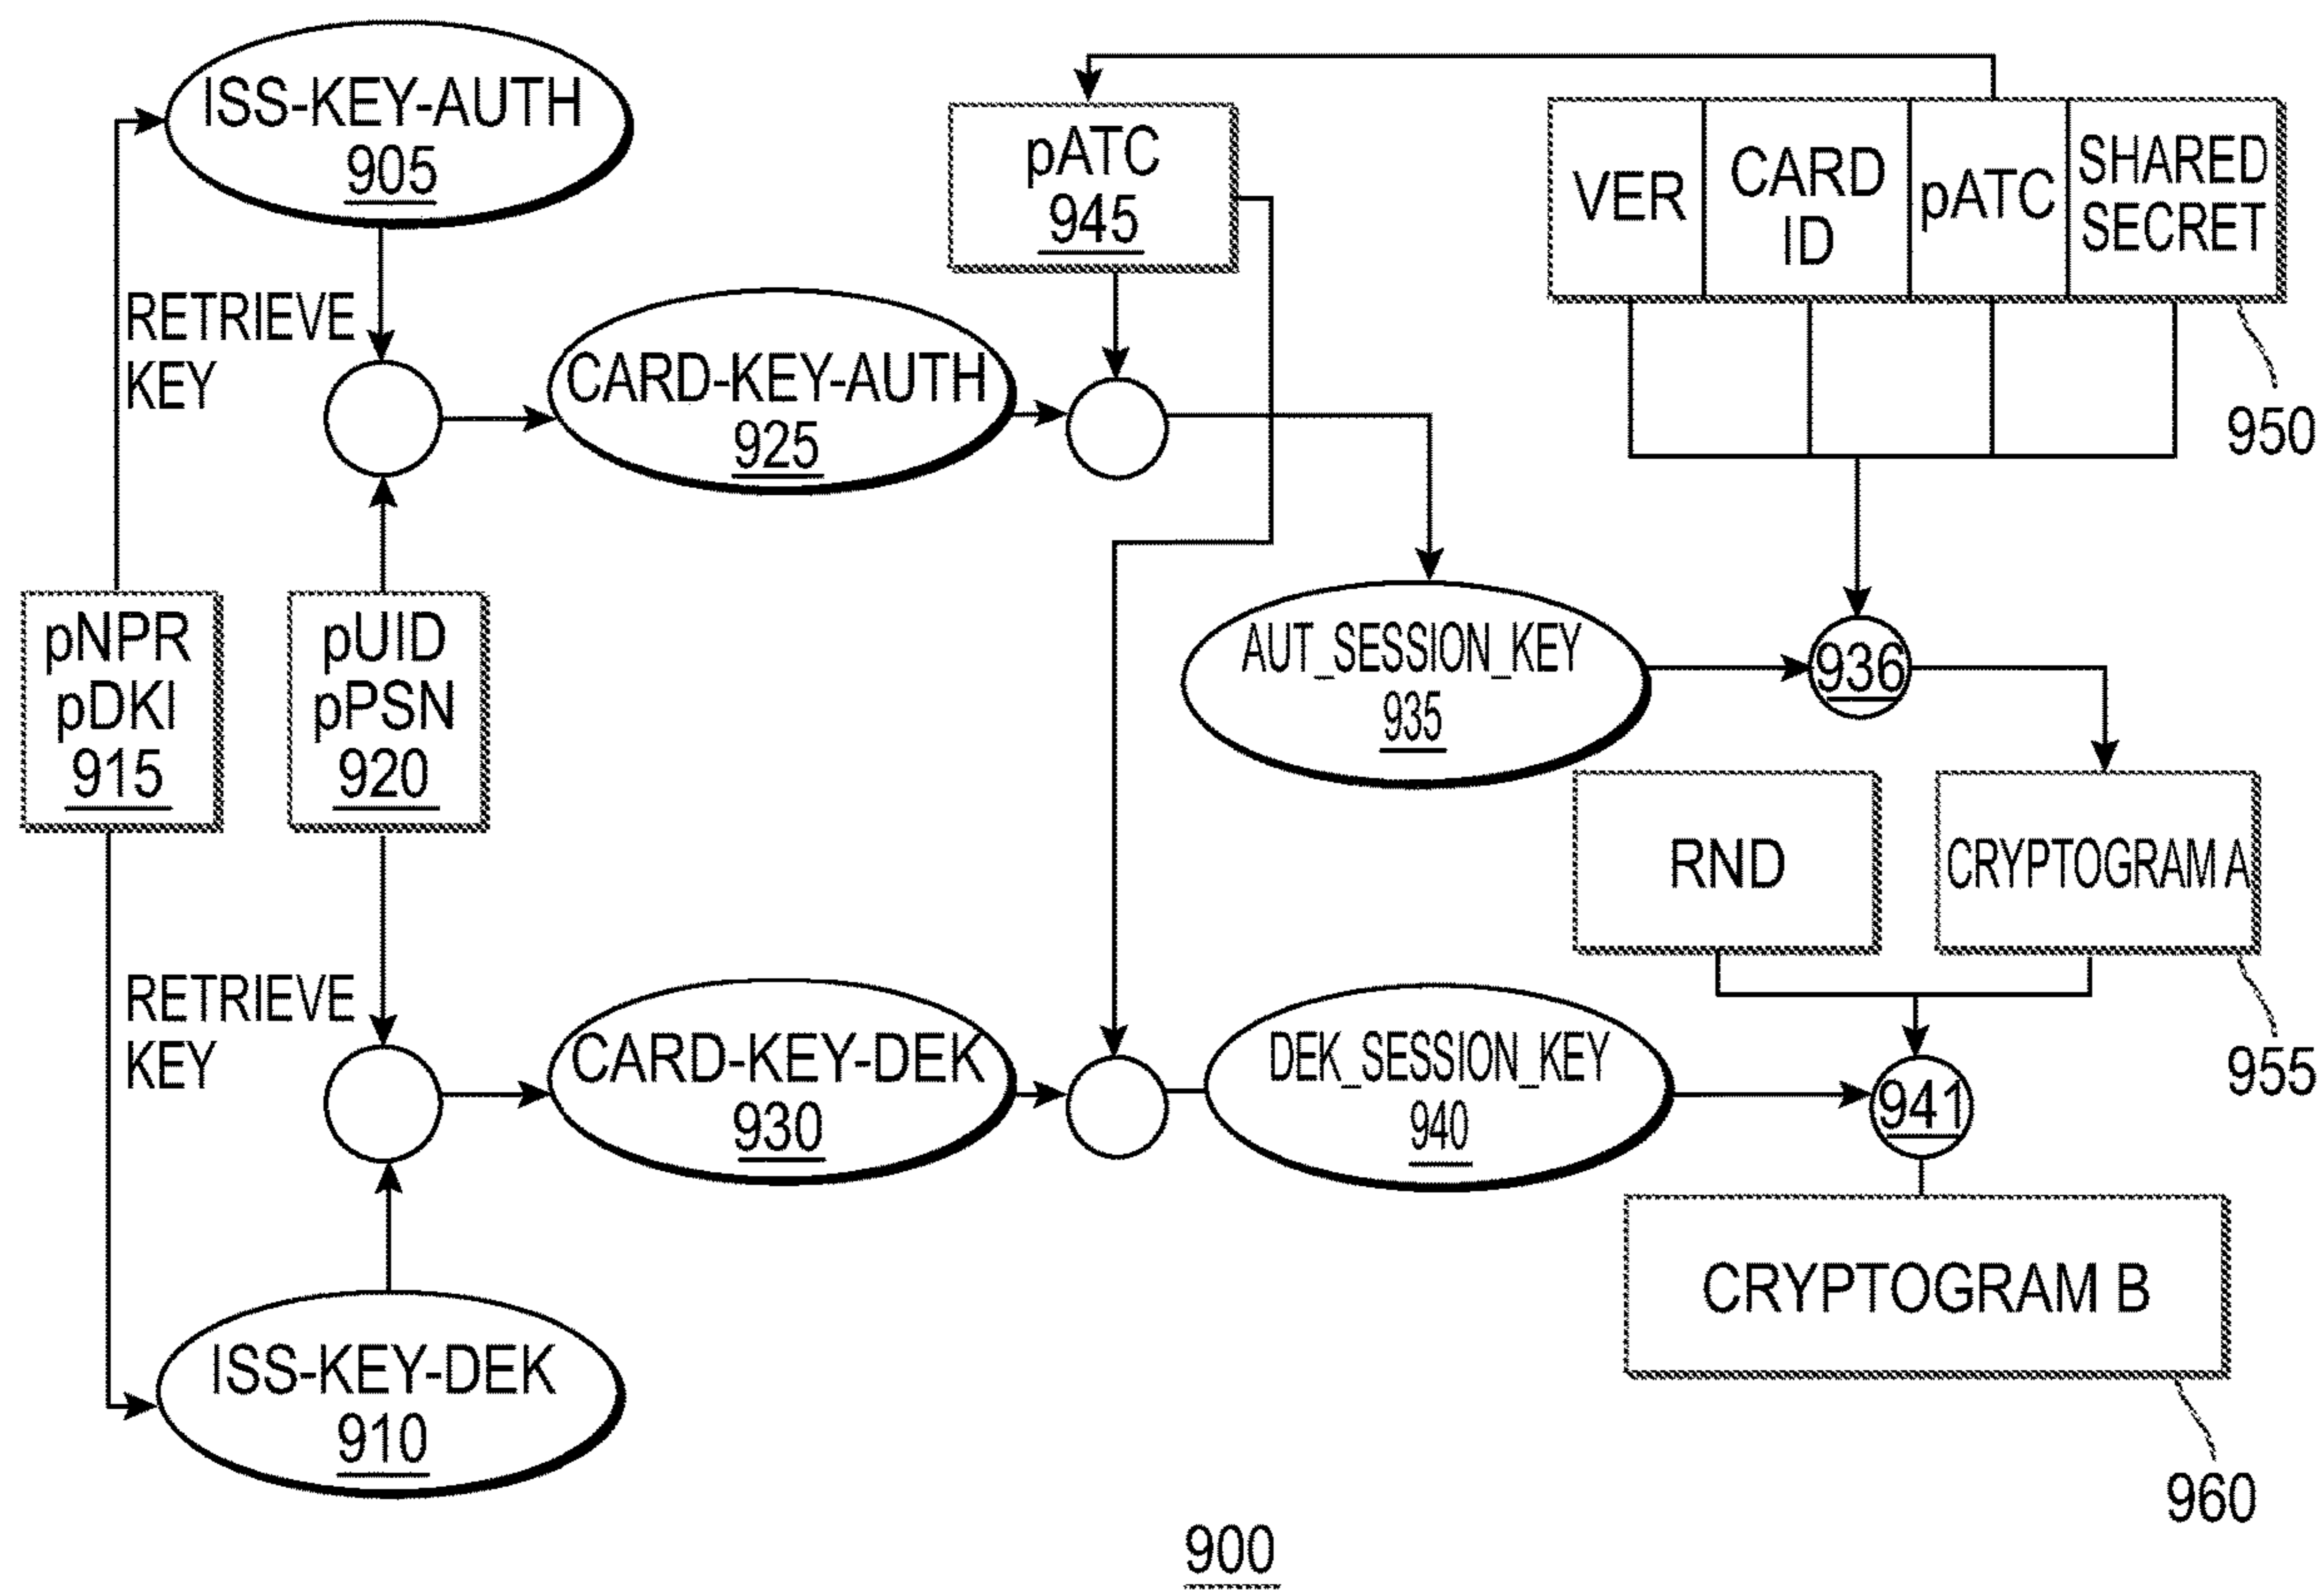 ISS-KEY-AUTH
905
RETRIEVE
KEY
pNPR
pDKI
915
pUID
pPSN
920
RETRIEVE
KEY
ISS-KEY-DEK
910
CARD-KEY-AUTH
925
CARD-KEY-DEK
930
pATC
945
AUT_SESSION_KEY
935
DEK_SESSION_KEY
940
VER
CARD
ID
pATC
SHARED
SECRET
950
936
RND
CRYPTOGRAM A
955
941
CRYPTOGRAM B
960
900